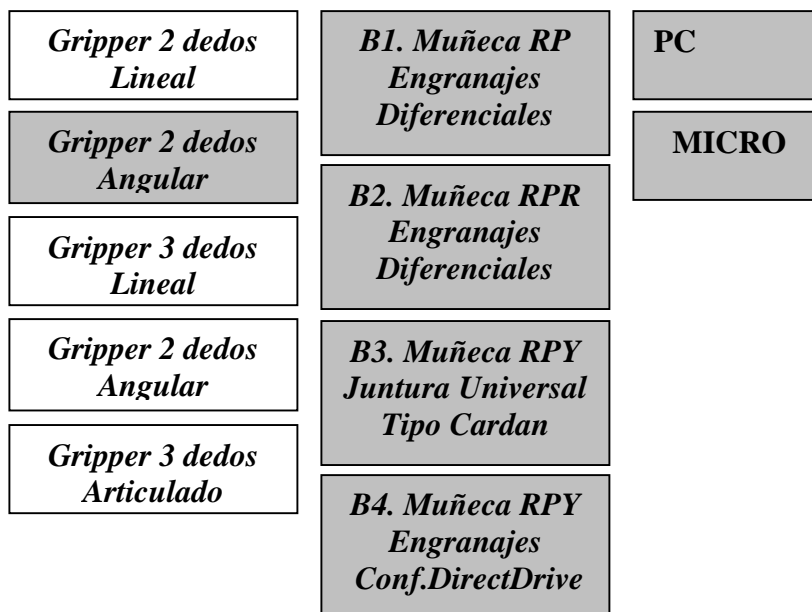 Gripper 2 dedos
Lineal
Gripper 2 dedos
Angular
Gripper 3 dedos
Lineal
Gripper 2 dedos
Angular
Gripper 3 dedos
Articulado
B1. Muñeca RP
Engranajes
Diferenciales
B2. Muñeca RPR
Engranajes
Diferenciales
B3. Muñeca RPY
Juntura Universal
Tipo Cardan
B4. Muñeca RPY
Engranajes
Conf.DirectDrive
PC
MICRO